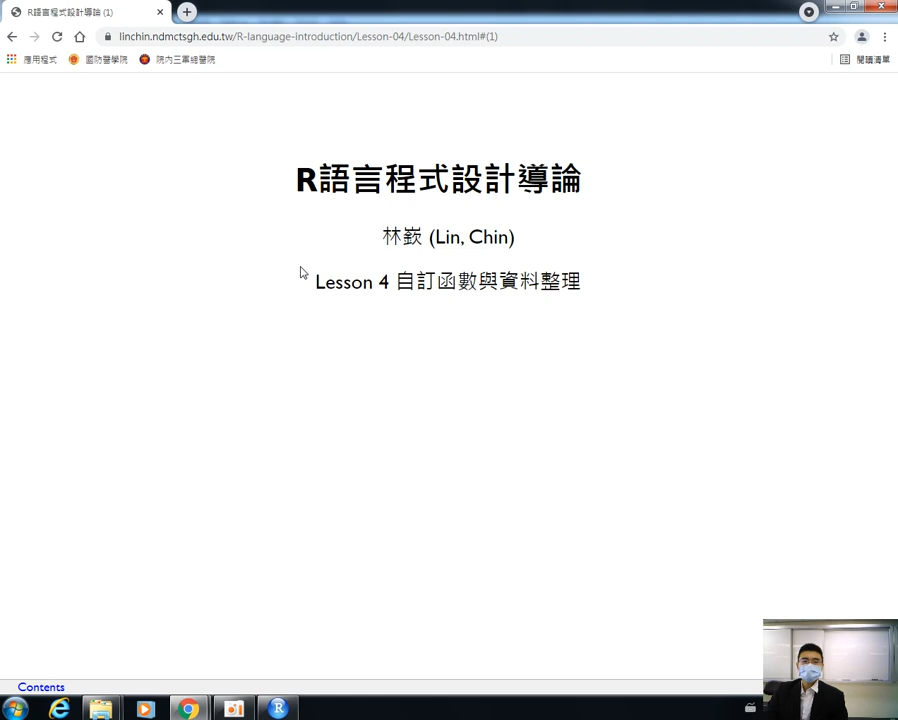 R語言程式設計導論 (1)
linchin.ndmctsgh.edu.tw/R-language-introduction/Lesson-04/Lesson-04.html#(1)
應用程式 國防醫學院 院內三軍總醫院 閱讀清單
R語言程式設計導論
林嶔 (Lin, Chin)
Lesson 4 自訂函數與資料整理
Contents